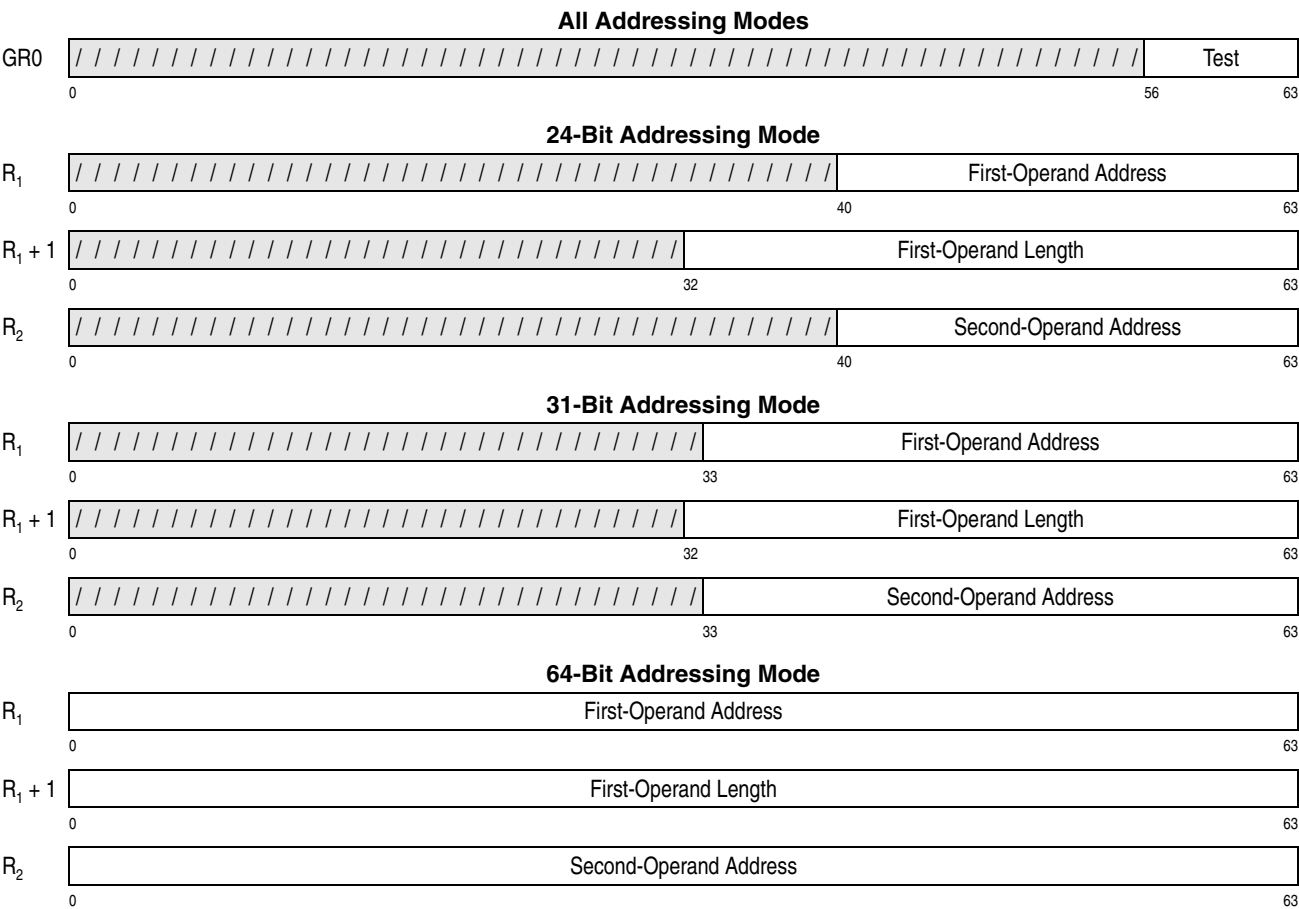 All Addressing Modes
GR0 / / / / / / / / / / / / / / / / / / / / / / / / / / / / / / / / / / / / / / / / / / / / / / / / / / / / / / / / Test
0 56 63
24-Bit Addressing Mode
R₁ / / / / / / / / / / / / / / / / / / / / / / / / / / / / / / / / / / / / / / / / First-Operand Address
0 40 63
R₁ + 1 / / / / / / / / / / / / / / / / / / / / / / / / / / / / / / / / First-Operand Length
0 32 63
R₂ / / / / / / / / / / / / / / / / / / / / / / / / / / / / / / / / / / / / / / / / Second-Operand Address
0 40 63
31-Bit Addressing Mode
R₁ / / / / / / / / / / / / / / / / / / / / / / / / / / / / / / / / / First-Operand Address
0 33 63
R₁ + 1 / / / / / / / / / / / / / / / / / / / / / / / / / / / / / / / / First-Operand Length
0 32 63
R₂ / / / / / / / / / / / / / / / / / / / / / / / / / / / / / / / / / Second-Operand Address
0 33 63
64-Bit Addressing Mode
R₁ First-Operand Address
0 63
R₁ + 1 First-Operand Length
0 63
R₂ Second-Operand Address
0 63